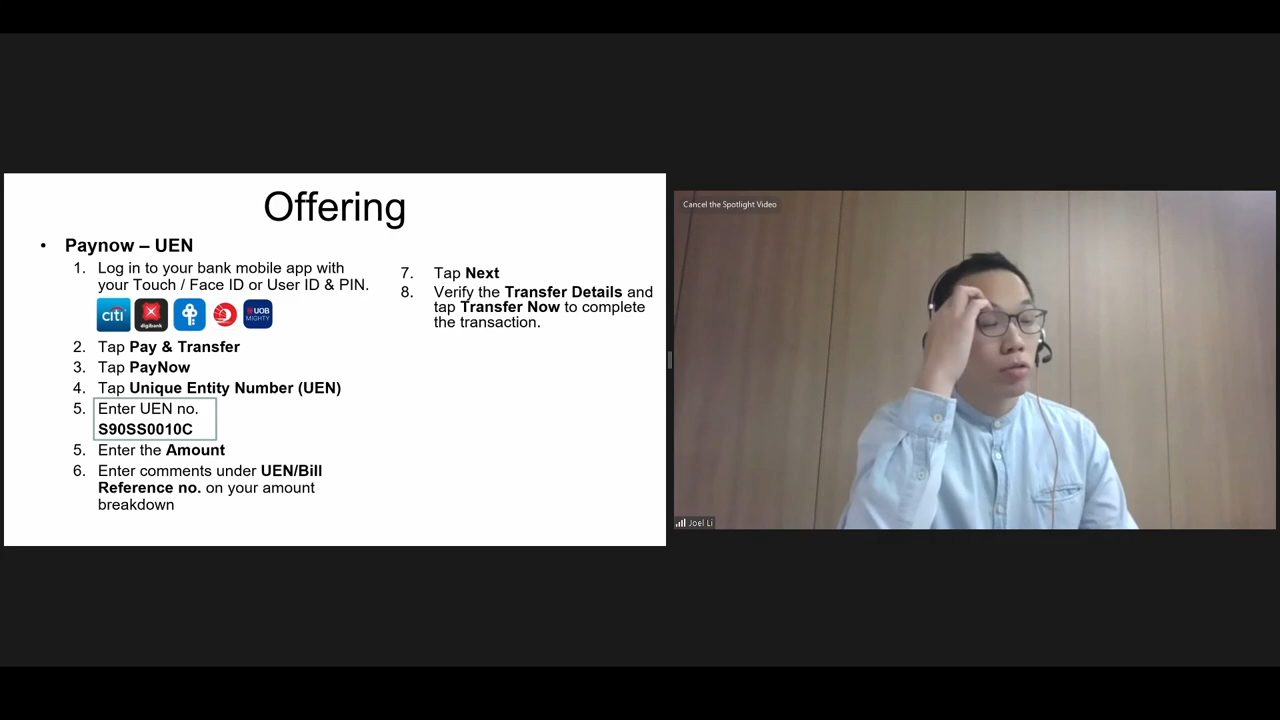 Offering
• Paynow – UEN
1. Log in to your bank mobile app with
your Touch / Face ID or User ID & PIN.
citi digibank UOB
MIGHTY
2. Tap Pay & Transfer
3. Tap PayNow
4. Tap Unique Entity Number (UEN)
5. Enter UEN no.
S90SS0010C
5. Enter the Amount
6. Enter comments under UEN/Bill
Reference no. on your amount
breakdown
7. Tap Next
8. Verify the Transfer Details and
tap Transfer Now to complete
the transaction.
Cancel the Spotlight Video
Joel Li